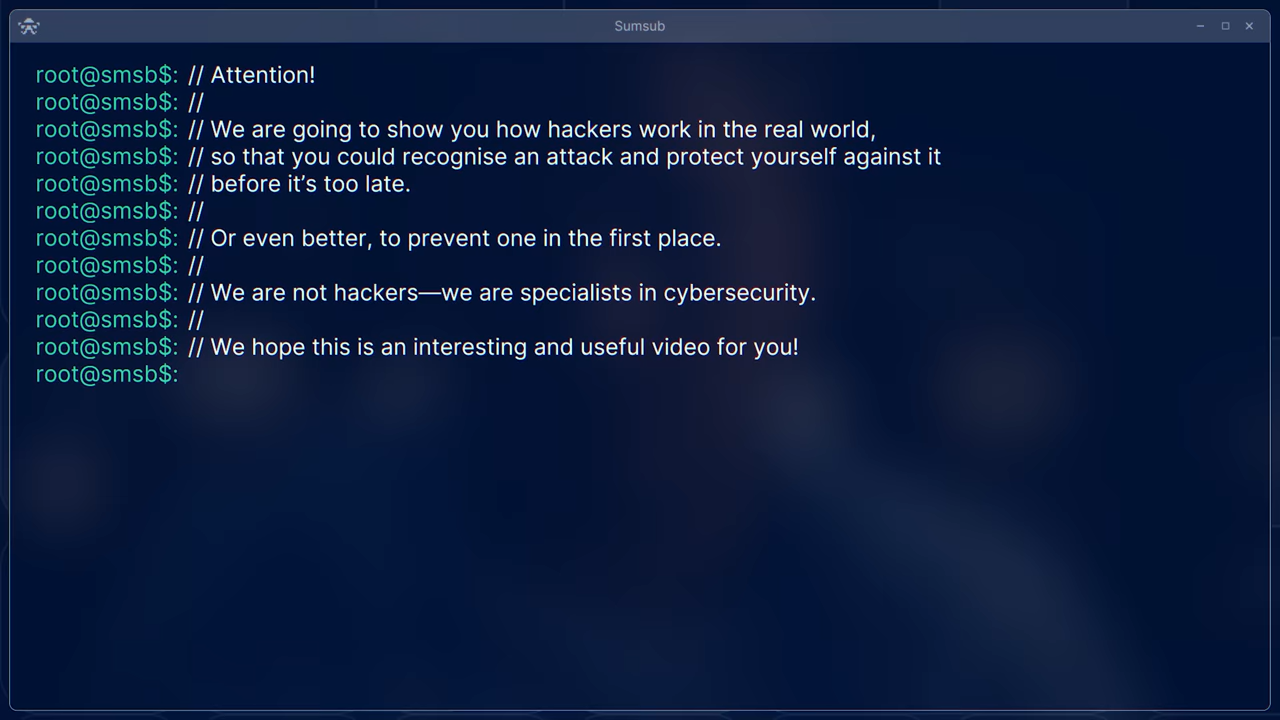 Sumsub
root@smsb$: // Attention!
root@smsb$: //
root@smsb$: // We are going to show you how hackers work in the real world,
root@smsb$: // so that you could recognise an attack and protect yourself against it
root@smsb$: // before it’s too late.
root@smsb$: //
root@smsb$: // Or even better, to prevent one in the first place.
root@smsb$: //
root@smsb$: // We are not hackers—we are specialists in cybersecurity.
root@smsb$: //
root@smsb$: // We hope this is an interesting and useful video for you!
root@smsb$: